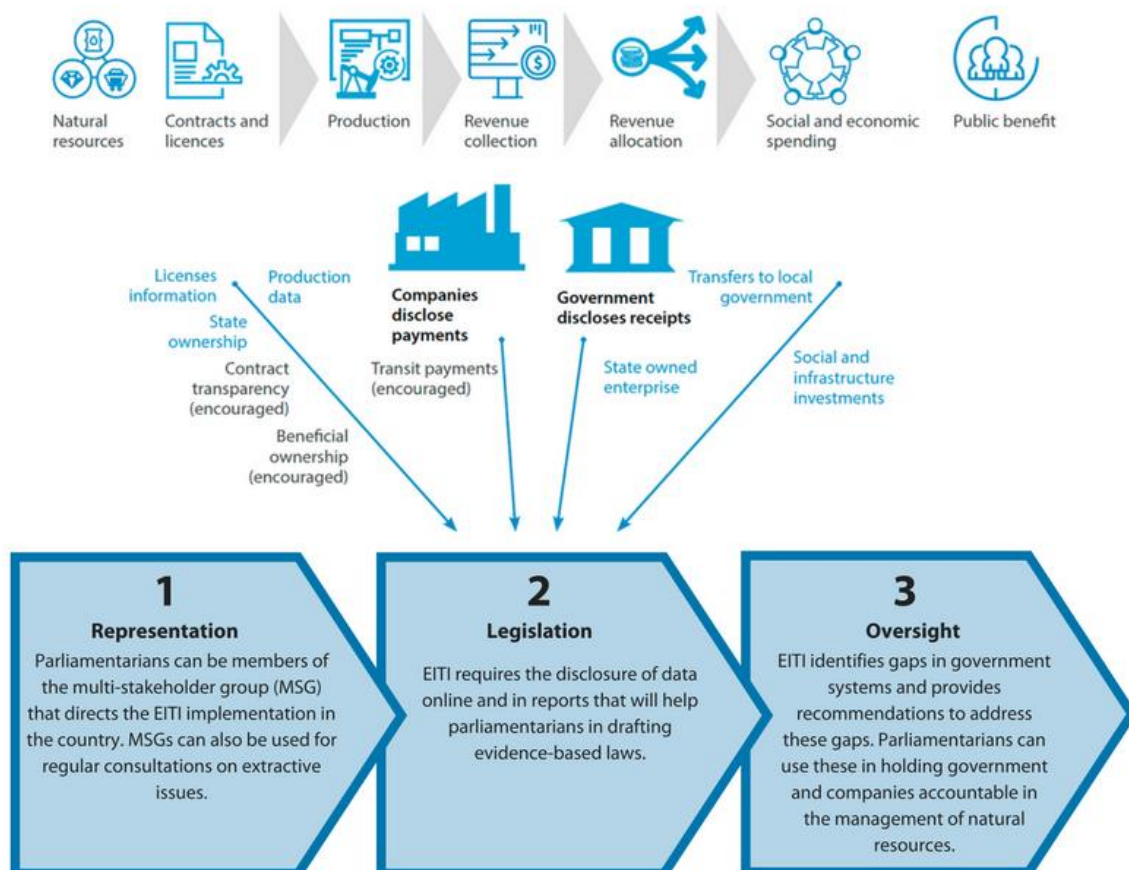 Natural
resources
Contracts and
licences
Production
Revenue
collection
Revenue
allocation
Social and economic
spending
Public benefit
Licenses
information
Production
data
State
ownership
Contract
transparency
(encouraged)
Beneficial
ownership
(encouraged)
Companies
disclose
payments
Transit payments
(encouraged)
Government
discloses receipts
State owned
enterprise
Transfers to local
government
Social and
infrastructure
investments
1
Representation
Parliamentarians can be members of
the multi-stakeholder group (MSG)
that directs the EITI implementation in
the country. MSGs can also be used for
regular consultations on extractive
issues.
2
Legislation
EITI requires the disclosure of data
online and in reports that will help
parliamentarians in drafting
evidence-based laws.
3
Oversight
EITI identifies gaps in government
systems and provides
recommendations to address
these gaps. Parliamentarians can
use these in holding government
and companies accountable in
the management of natural
resources.